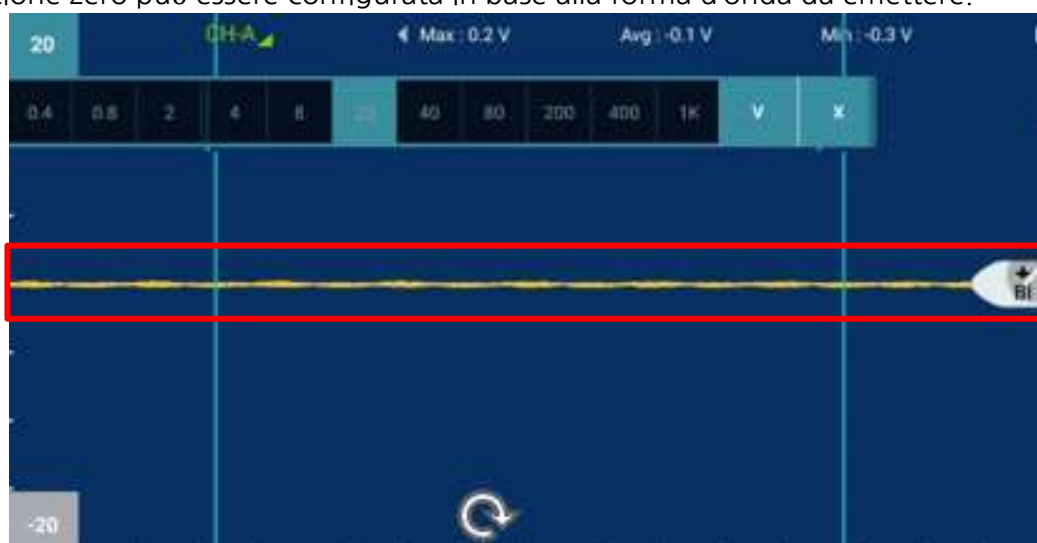 zione zero può essere configurata in base alla forma d'onda da emettere.
20 CH-A Max : 0.2 V Avg : -0.1 V Min : -0.3 V
0.4 0.8 2 4 8 20 40 80 200 400 1K V X
BI
-20